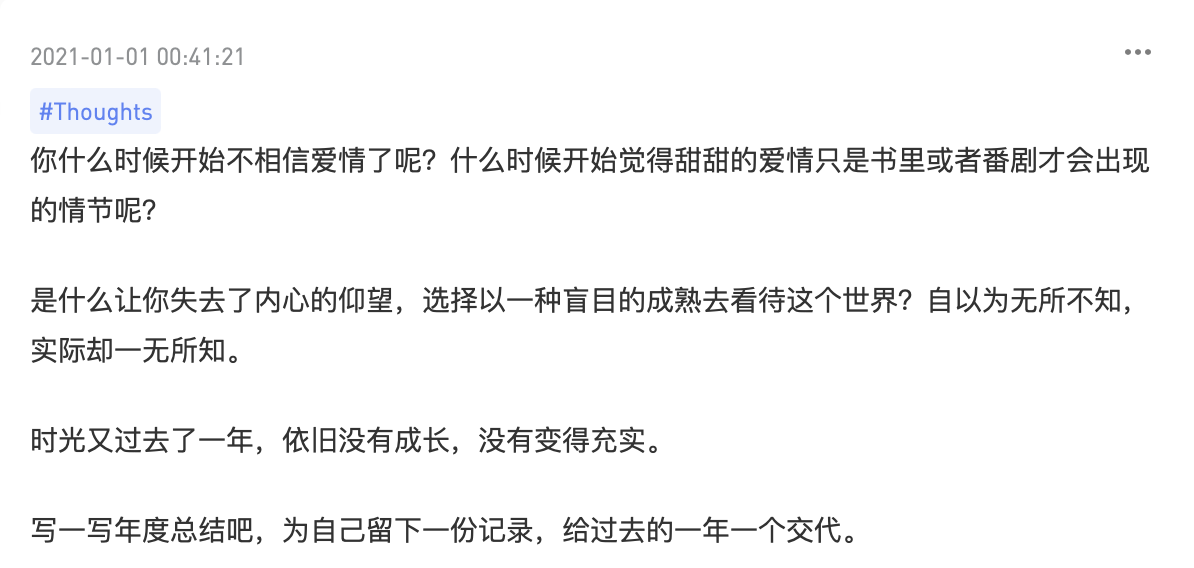 2021-01-01 00:41:21
#Thoughts
你什么时候开始不相信爱情了呢？什么时候开始觉得甜甜的爱情只是书里或者番剧才会出现
的情节呢？
是什么让你失去了内心的仰望，选择以一种盲目的成熟去看待这个世界？自以为无所不知，
实际却一无所知。
时光又过去了一年，依旧没有成长，没有变得充实。
写一写年度总结吧，为自己留下一份记录，给过去的一年一个交代。